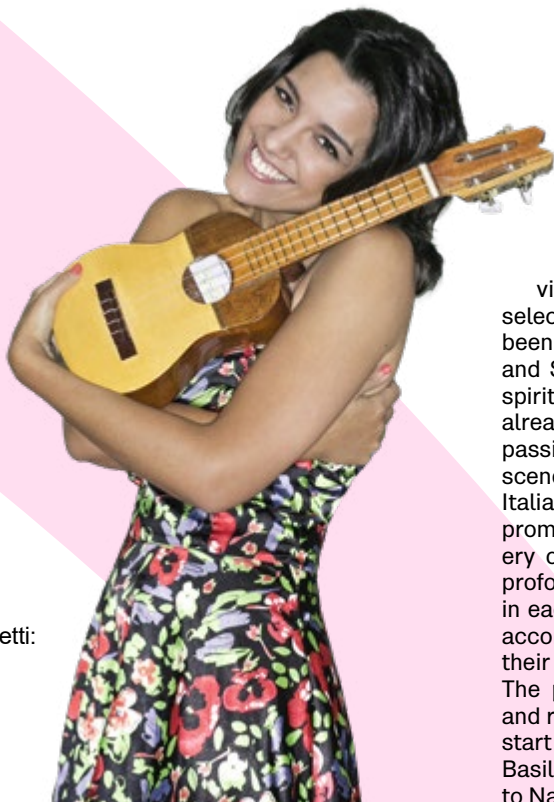 etti:
vi
selec
been
and S
spirit
alrea
passi
scene
Italia
prom
ery o
profo
in ea
acco
their
The p
and r
start
Basil
to Na